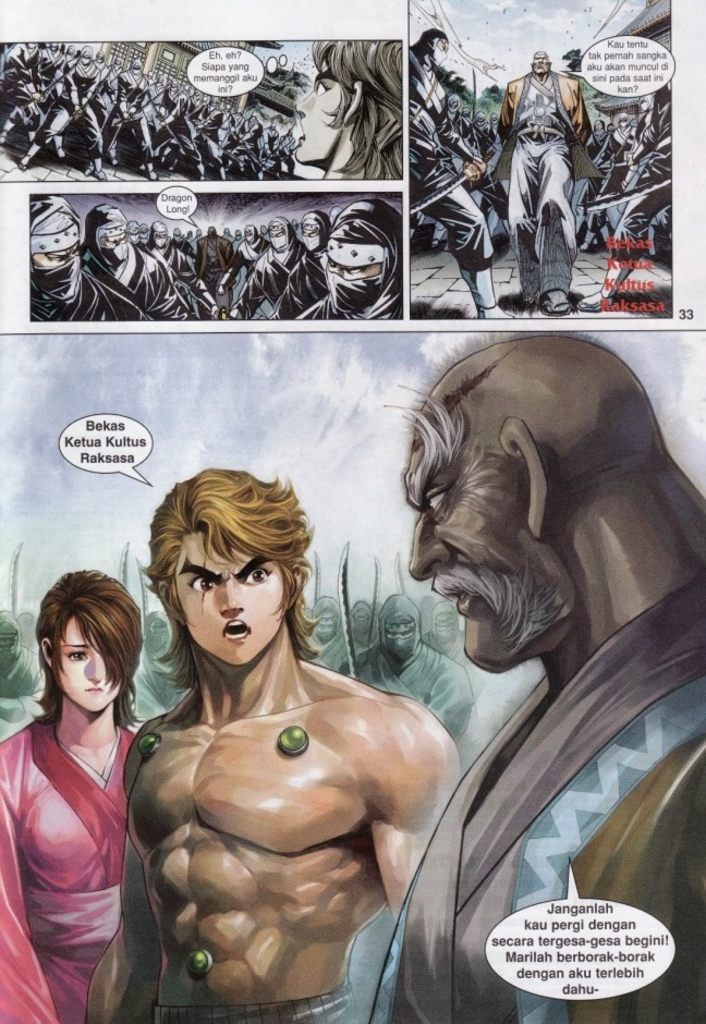 Eh, eh?
Siapa yang
memanggil aku
ini?
Dragon
Long!
Kau tentu
tak pernah sangka
aku akan muncul di
sini pada saat ini
kan?
Bekas
Ketua
Kultus
Raksasa
33
Bekas
Ketua Kultus
Raksasa
Janganlah
kau pergi dengan
secara tergesa-gesa begini!
Marilah berborak-borak
dengan aku terlebih
dahu-